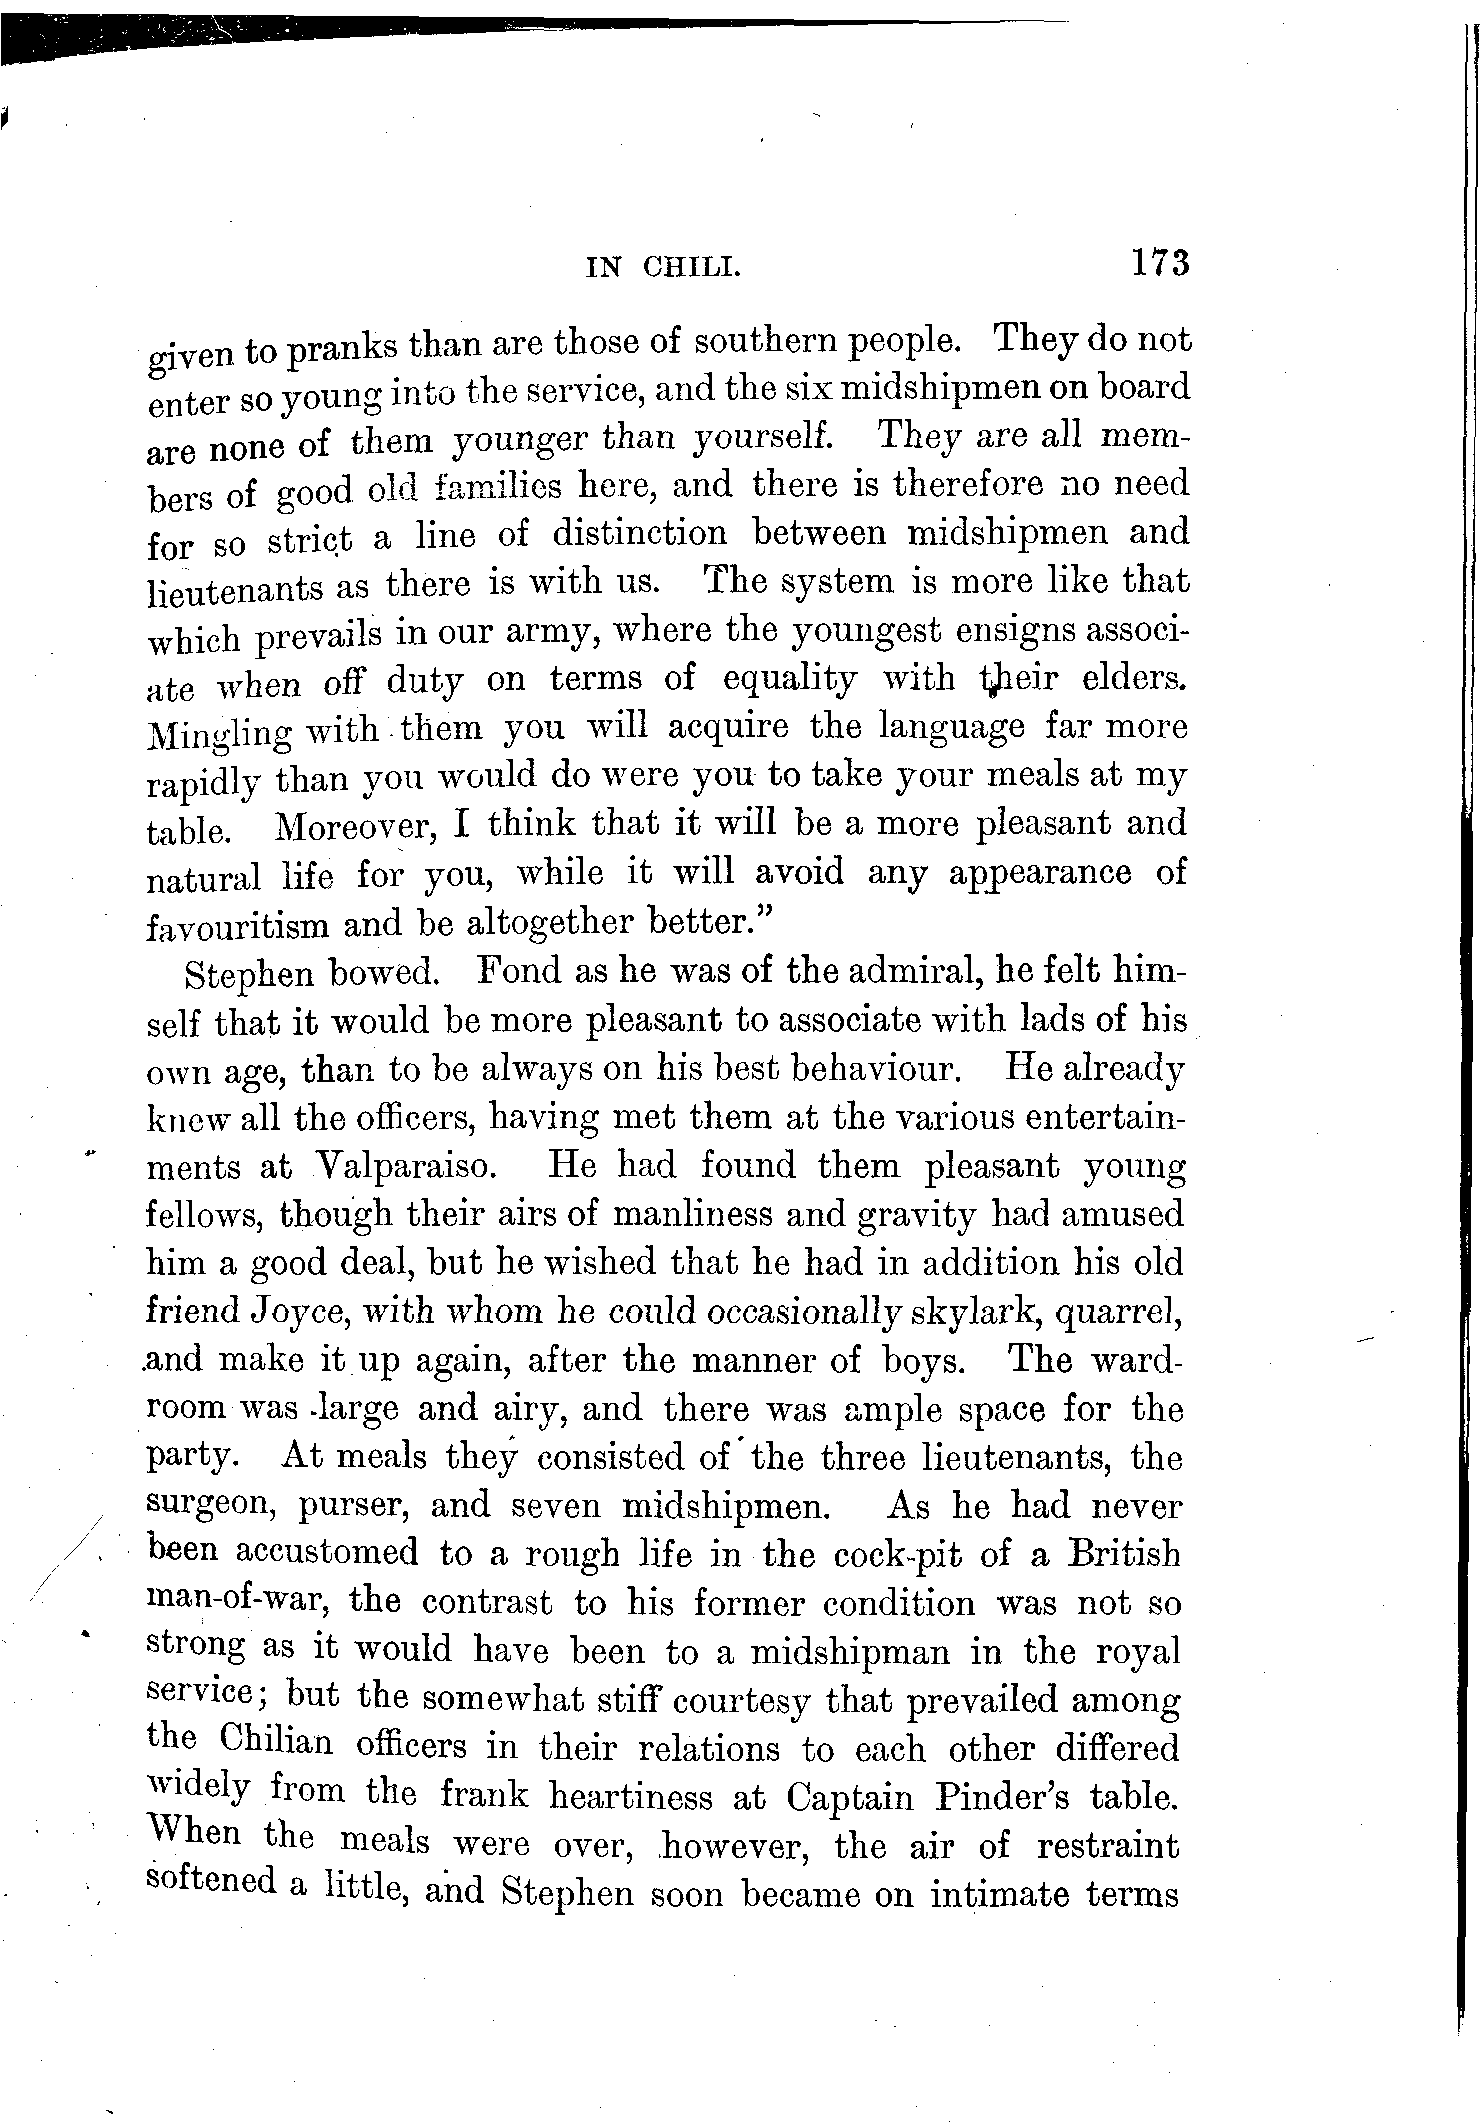 IN CHILI. 173
given to pranks than are those of southern people. They do not
enter so young into the service, and the six midshipmen on board
are none of them younger than yourself. They are all mem-
bers of good old families here, and there is therefore no need
for so strict a line of distinction between midshipmen and
lieutenants as there is with us. The system is more like that
which prevails in our army, where the youngest ensigns associ-
ate when off duty on terms of equality with their elders.
Mingling with them you will acquire the language far more
rapidly than you would do were you to take your meals at my
table. Moreover, I think that it will be a more pleasant and
natural life for you, while it will avoid any appearance of
favouritism and be altogether better."
Stephen bowed. Fond as he was of the admiral, he felt him-
self that it would be more pleasant to associate with lads of his
own age, than to be always on his best behaviour. He already
knew all the officers, having met them at the various entertain-
ments at Valparaiso. He had found them pleasant young
fellows, though their airs of manliness and gravity had amused
him a good deal, but he wished that he had in addition his old
friend Joyce, with whom he could occasionally skylark, quarrel,
and make it up again, after the manner of boys. The ward-
room was large and airy, and there was ample space for the
party. At meals they consisted of the three lieutenants, the
surgeon, purser, and seven midshipmen. As he had never
been accustomed to a rough life in the cock-pit of a British
man-of-war, the contrast to his former condition was not so
strong as it would have been to a midshipman in the royal
service; but the somewhat stiff courtesy that prevailed among
the Chilian officers in their relations to each other differed
widely from the frank heartiness at Captain Pinder's table.
When the meals were over, however, the air of restraint
softened a little, and Stephen soon became on intimate terms